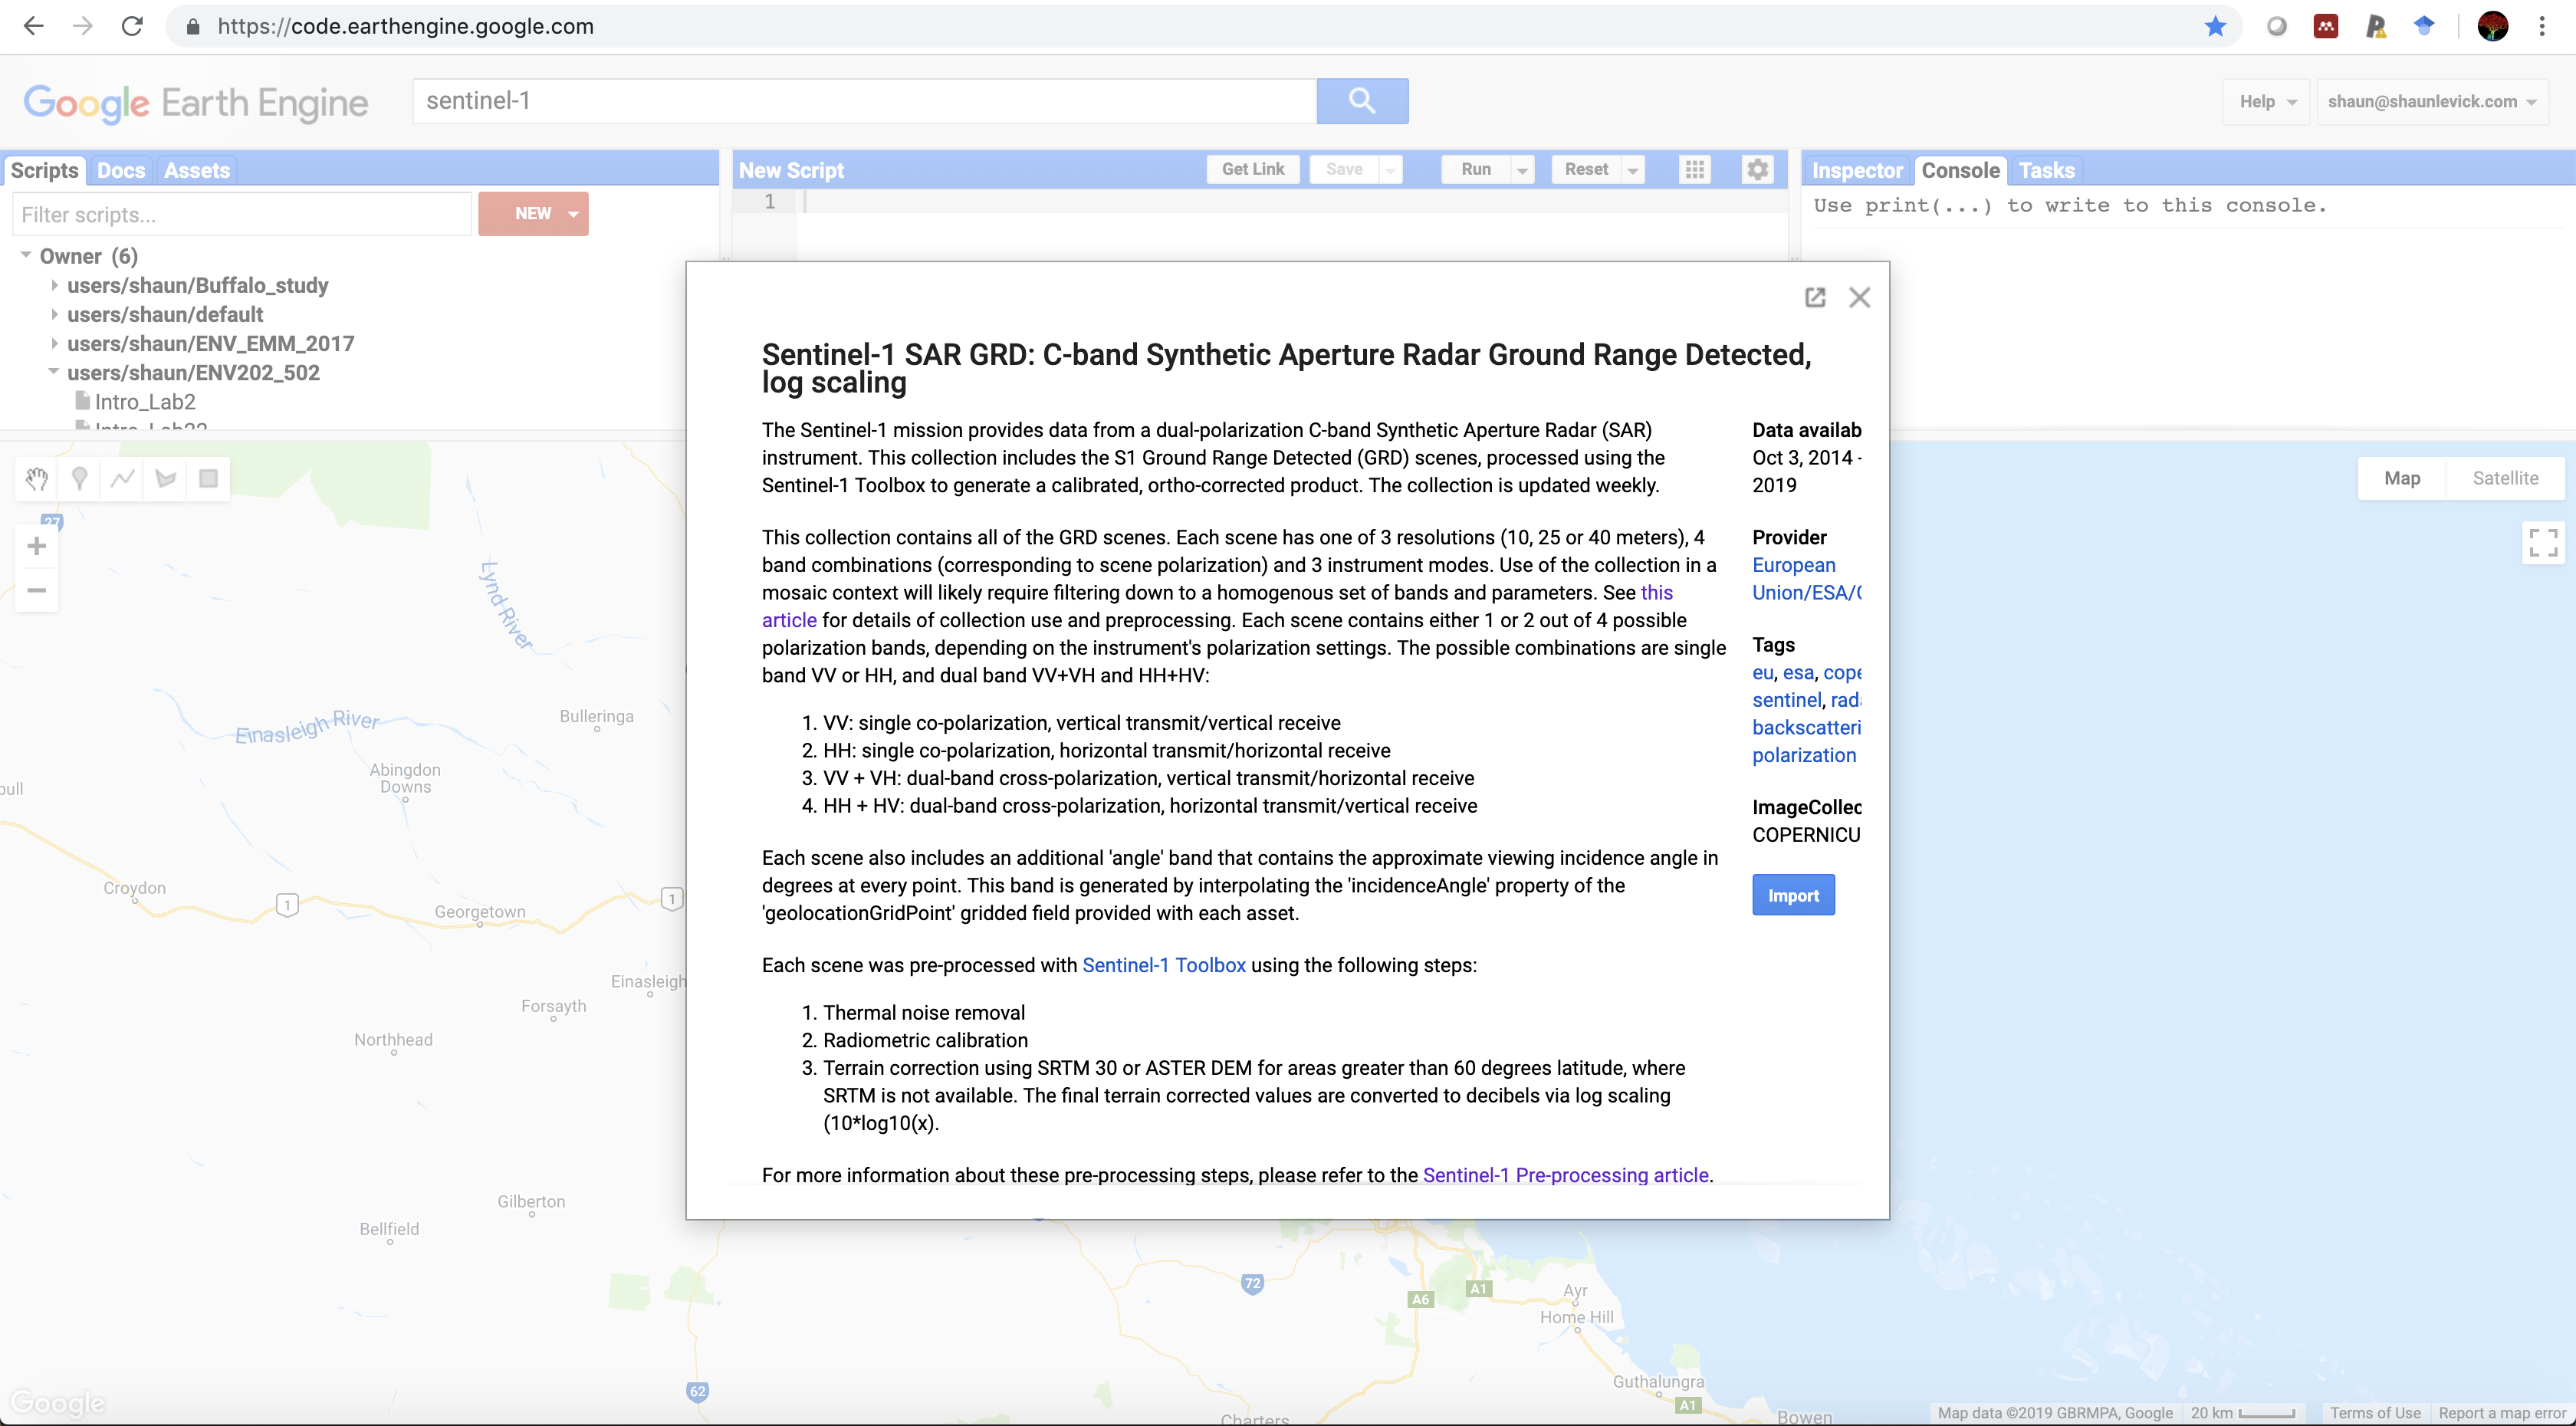 https://code.earthengine.google.com
Google Earth Engine
sentinel-1
Help
shaun@shaunlevick.com
Scripts Docs Assets
New Script
Get Link Save Run Reset
Inspector Console Tasks
Filter scripts...
NEW
1
Use print(...) to write to this console.
Owner (6)
users/shaun/Buffalo_study
users/shaun/default
users/shaun/ENV_EMM_2017
users/shaun/ENV202_502
Intro_Lab2
Sentinel-1 SAR GRD: C-band Synthetic Aperture Radar Ground Range Detected,
log scaling
The Sentinel-1 mission provides data from a dual-polarization C-band Synthetic Aperture Radar (SAR)
instrument. This collection includes the S1 Ground Range Detected (GRD) scenes, processed using the
Sentinel-1 Toolbox to generate a calibrated, ortho-corrected product. The collection is updated weekly.
This collection contains all of the GRD scenes. Each scene has one of 3 resolutions (10, 25 or 40 meters), 4
band combinations (corresponding to scene polarization) and 3 instrument modes. Use of the collection in a
mosaic context will likely require filtering down to a homogenous set of bands and parameters. See this
article for details of collection use and preprocessing. Each scene contains either 1 or 2 out of 4 possible
polarization bands, depending on the instrument's polarization settings. The possible combinations are single
band VV or HH, and dual band VV+VH and HH+HV:
1. VV: single co-polarization, vertical transmit/vertical receive
2. HH: single co-polarization, horizontal transmit/horizontal receive
3. VV + VH: dual-band cross-polarization, vertical transmit/horizontal receive
4. HH + HV: dual-band cross-polarization, horizontal transmit/vertical receive
Each scene also includes an additional 'angle' band that contains the approximate viewing incidence angle in
degrees at every point. This band is generated by interpolating the 'incidenceAngle' property of the
'geolocationGridPoint' gridded field provided with each asset.
Each scene was pre-processed with Sentinel-1 Toolbox using the following steps:
1. Thermal noise removal
2. Radiometric calibration
3. Terrain correction using SRTM 30 or ASTER DEM for areas greater than 60 degrees latitude, where
SRTM is not available. The final terrain corrected values are converted to decibels via log scaling
(10*log10(x).
For more information about these pre-processing steps, please refer to the Sentinel-1 Pre-processing article.
Data availab
Oct 3, 2014 -
2019
Provider
European
Union/ESA/
Tags
eu, esa, cope
sentinel, rad
backscatteri
polarization
ImageCollec
COPERNICU
Import
Map Satellite
27
Lynd River
Einasleigh River
Bulleringa
Abingdon
Downs
bull
Croydon
1
Georgetown
1
Einasleigh
Forsayth
Northhead
Gilberton
Bellfield
72
A6
A1
Ayr
Home Hill
62
Guthalungra
A1
Charters
Bowen
Google
Map data ©2019 GBRMPA, Google 20 km Terms of Use Report a map error